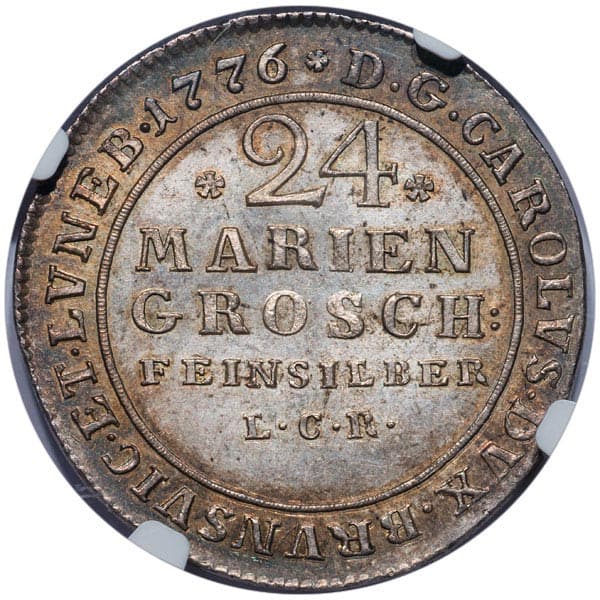 D.G.CAROLVS.DVX.BRVNSVIC.ET.LVNEB.1776
24
MARIEN
GROSCH:
FEINSILBER
L·C·R·